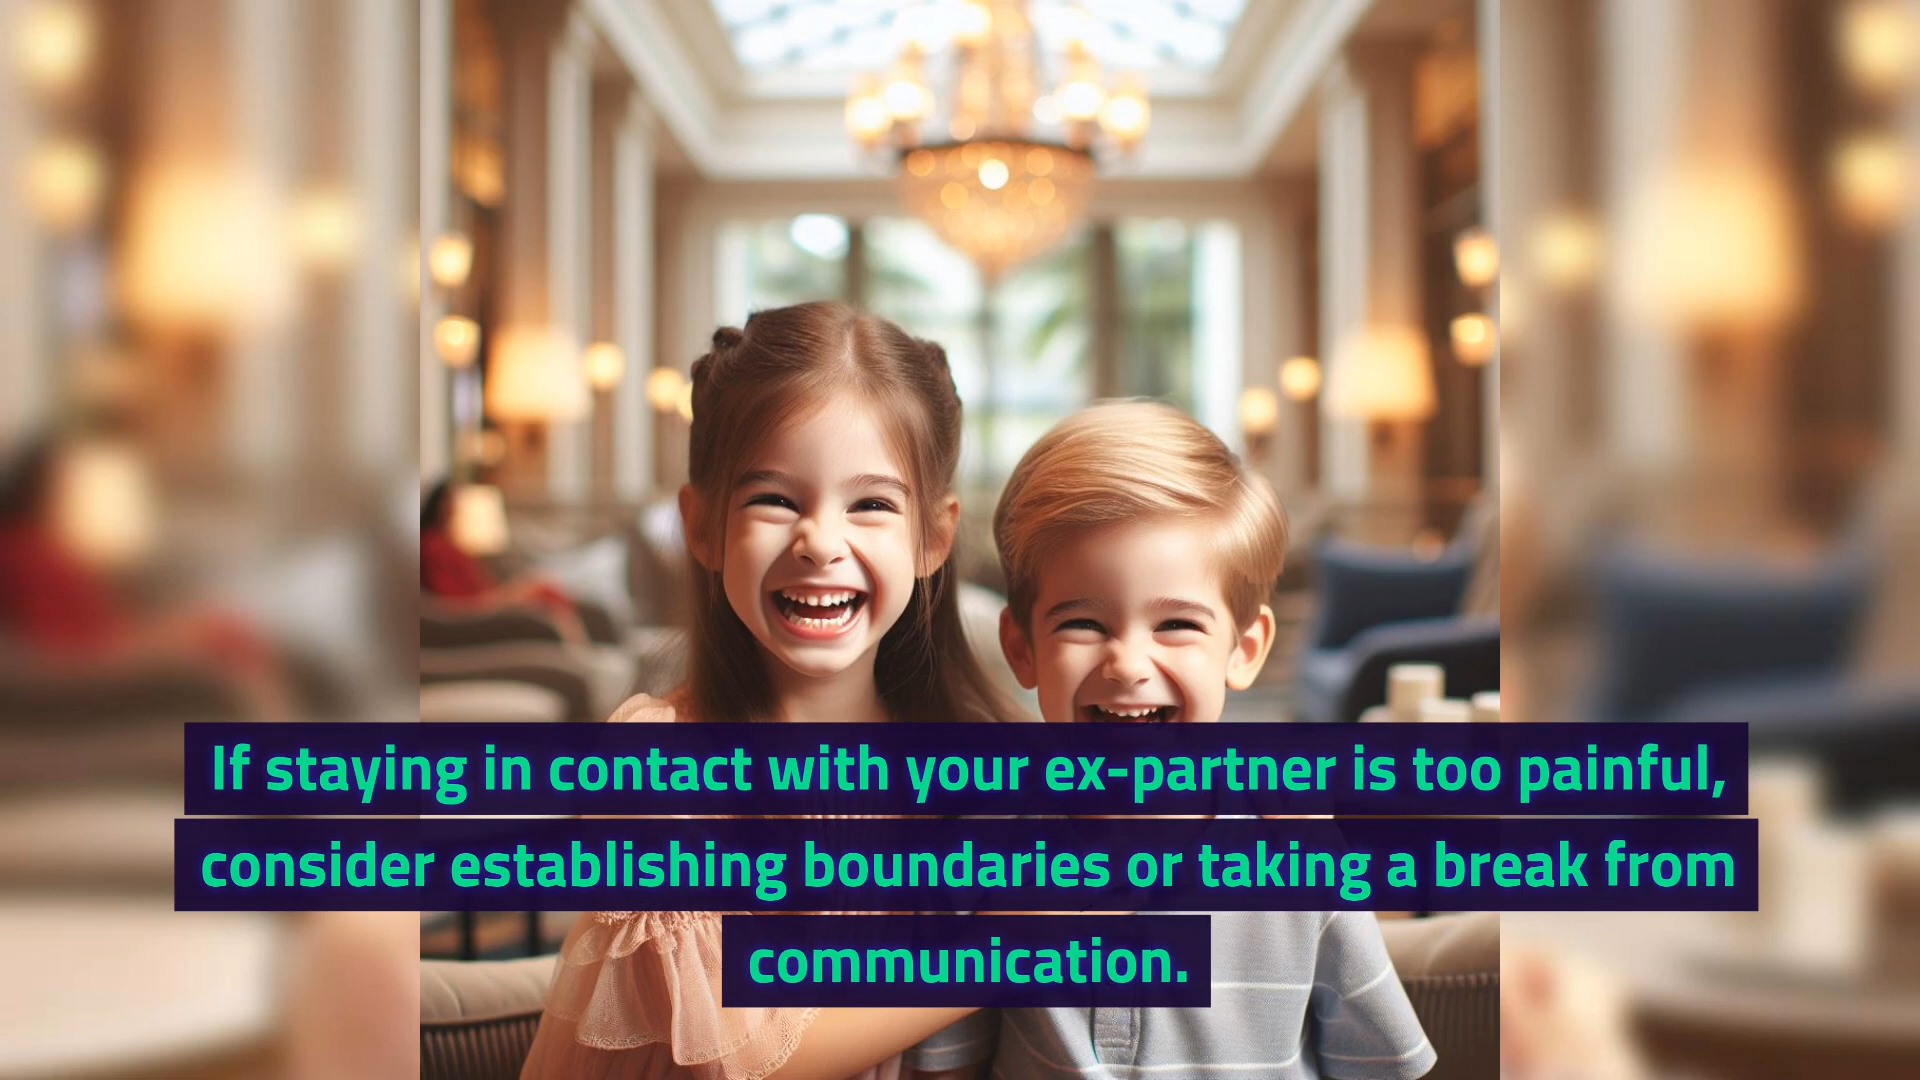 If staying in contact with your ex-partner is too painful,
consider establishing boundaries or taking a break from
communication.